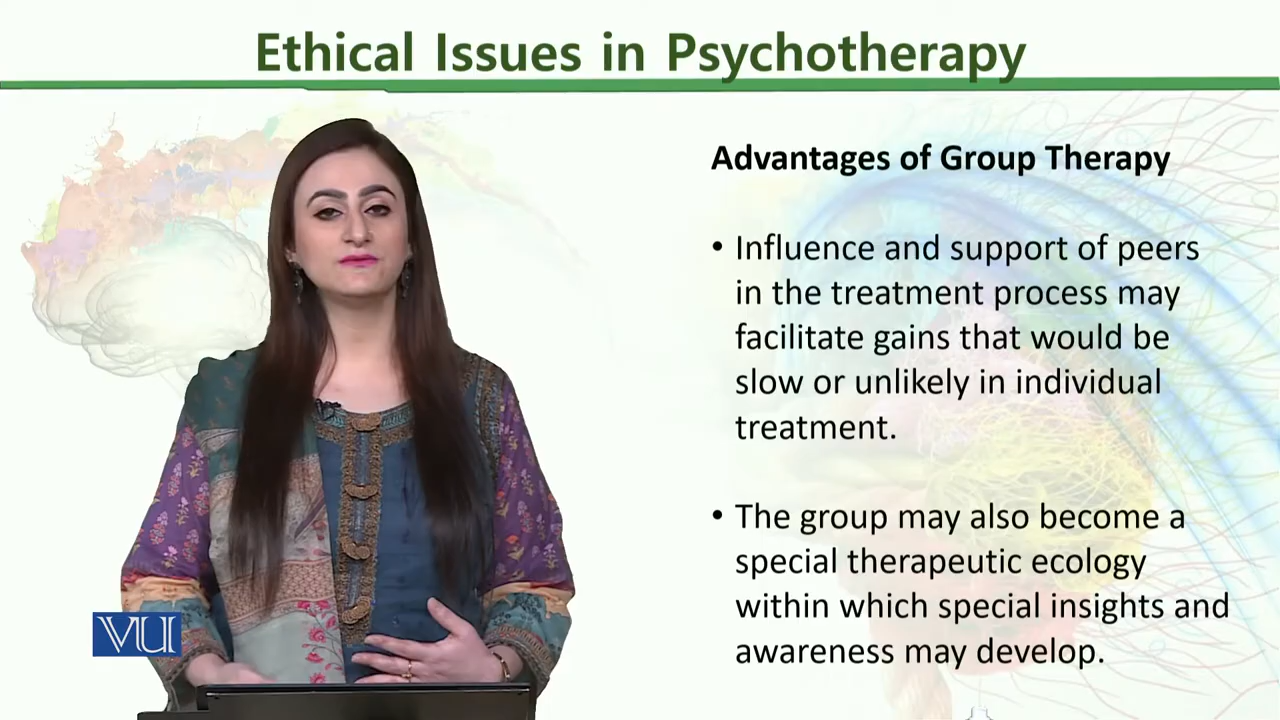 Ethical Issues in Psychotherapy
Advantages of Group Therapy
• Influence and support of peers
in the treatment process may
facilitate gains that would be
slow or unlikely in individual
treatment.
• The group may also become a
special therapeutic ecology
within which special insights and
awareness may develop.
VU